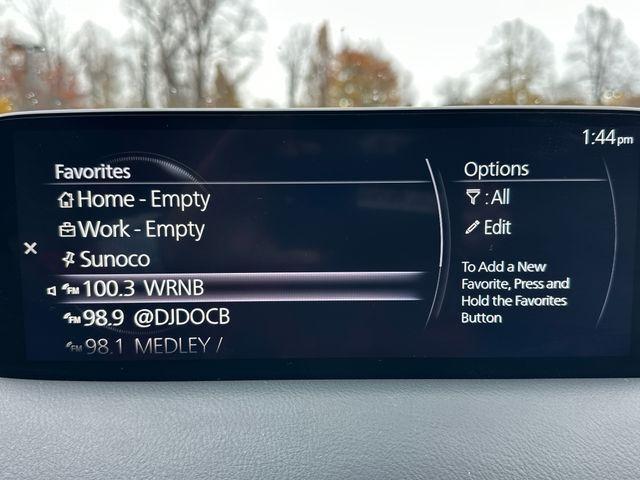 1:44pm
Favorites
Home - Empty
Work - Empty
Sunoco
FM 100.3 WRNB
FM 98.9 @DJDOCB
FM 98.1 MEDLEY /
Options
: All
Edit
To Add a New
Favorite, Press and
Hold the Favorites
Button